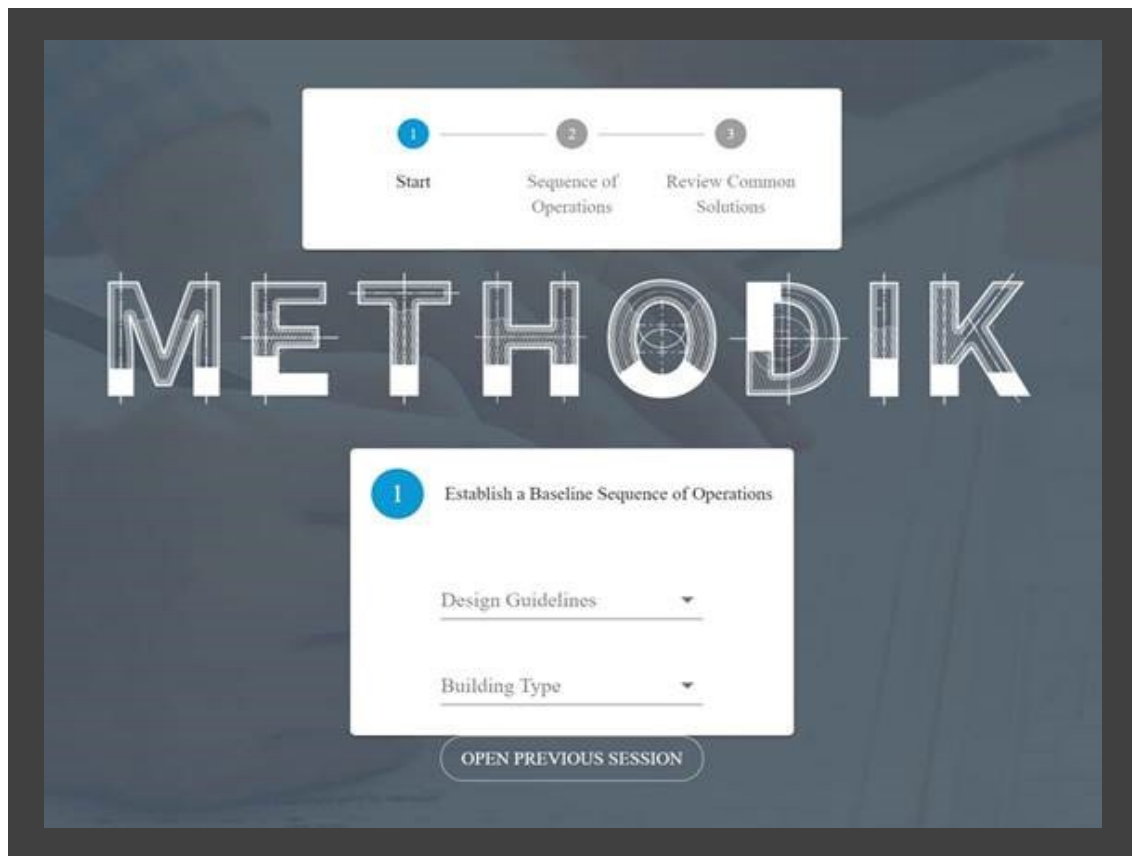 1
2
3
Start
Sequence of
Operations
Review Common
Solutions
METHODIK
1
Establish a Baseline Sequence of Operations
Design Guidelines
Building Type
OPEN PREVIOUS SESSION